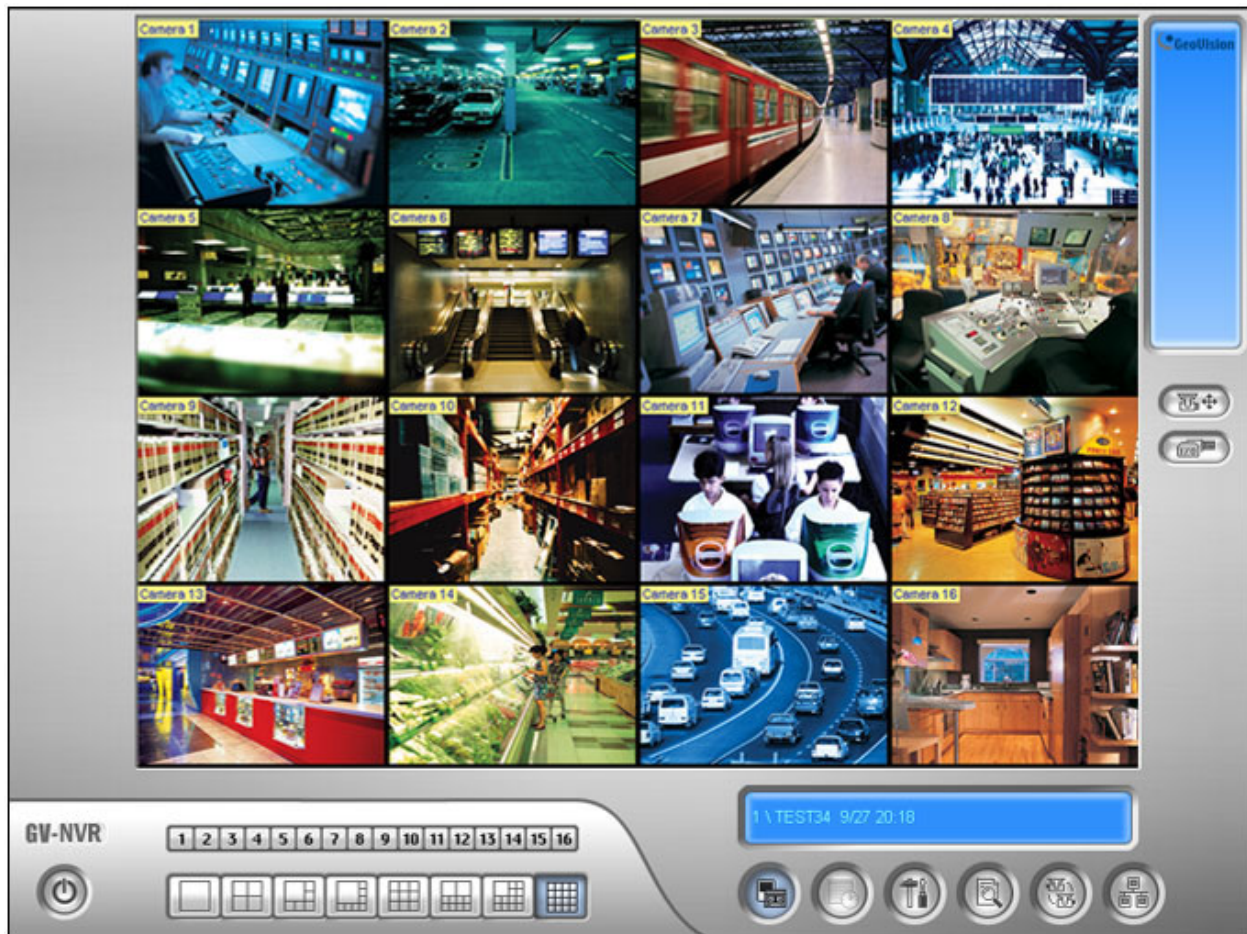 Camera 1
Camera 2
Camera 3
Camera 4
GeoVision
Camera 5
Camera 6
Camera 7
Camera 8
Camera 9
Camera 10
Camera 11
Camera 12
I/O
Camera 13
Camera 14
Camera 15
Camera 16
1 \ TEST34 9/27 20:18
GV-NVR
1 2 3 4 5 6 7 8 9 10 11 12 13 14 15 16